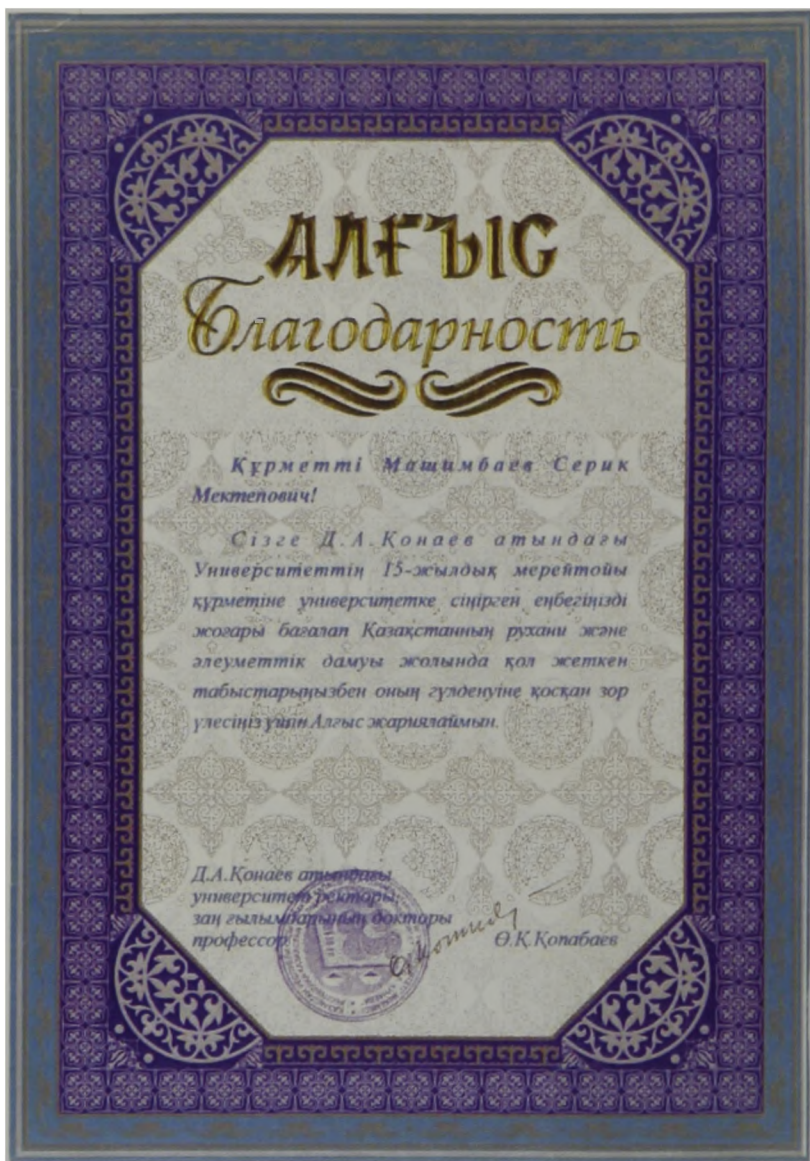 АЛҒЫС
Благодарность
Құрметті Машимбаев Серик
Мектепович!
Сізге Д.А.Қонаев атындағы
Университеттің 15-жылдық мерейтойы
құрметіне университетке сіңірген еңбегіңізді
жоғары бағалап Қазақстанның рухани және
әлеуметтік дамуы жолында қол жеткен
табыстарыңызбен оның гүлденуіне қосқан зор
үлесіңіз үшін Алғыс жариялаймын.
Д.А.Қонаев атындағы
университет ректоры,
заң ғылымдарының докторы
профессор Ө.Қ.Қопабаев